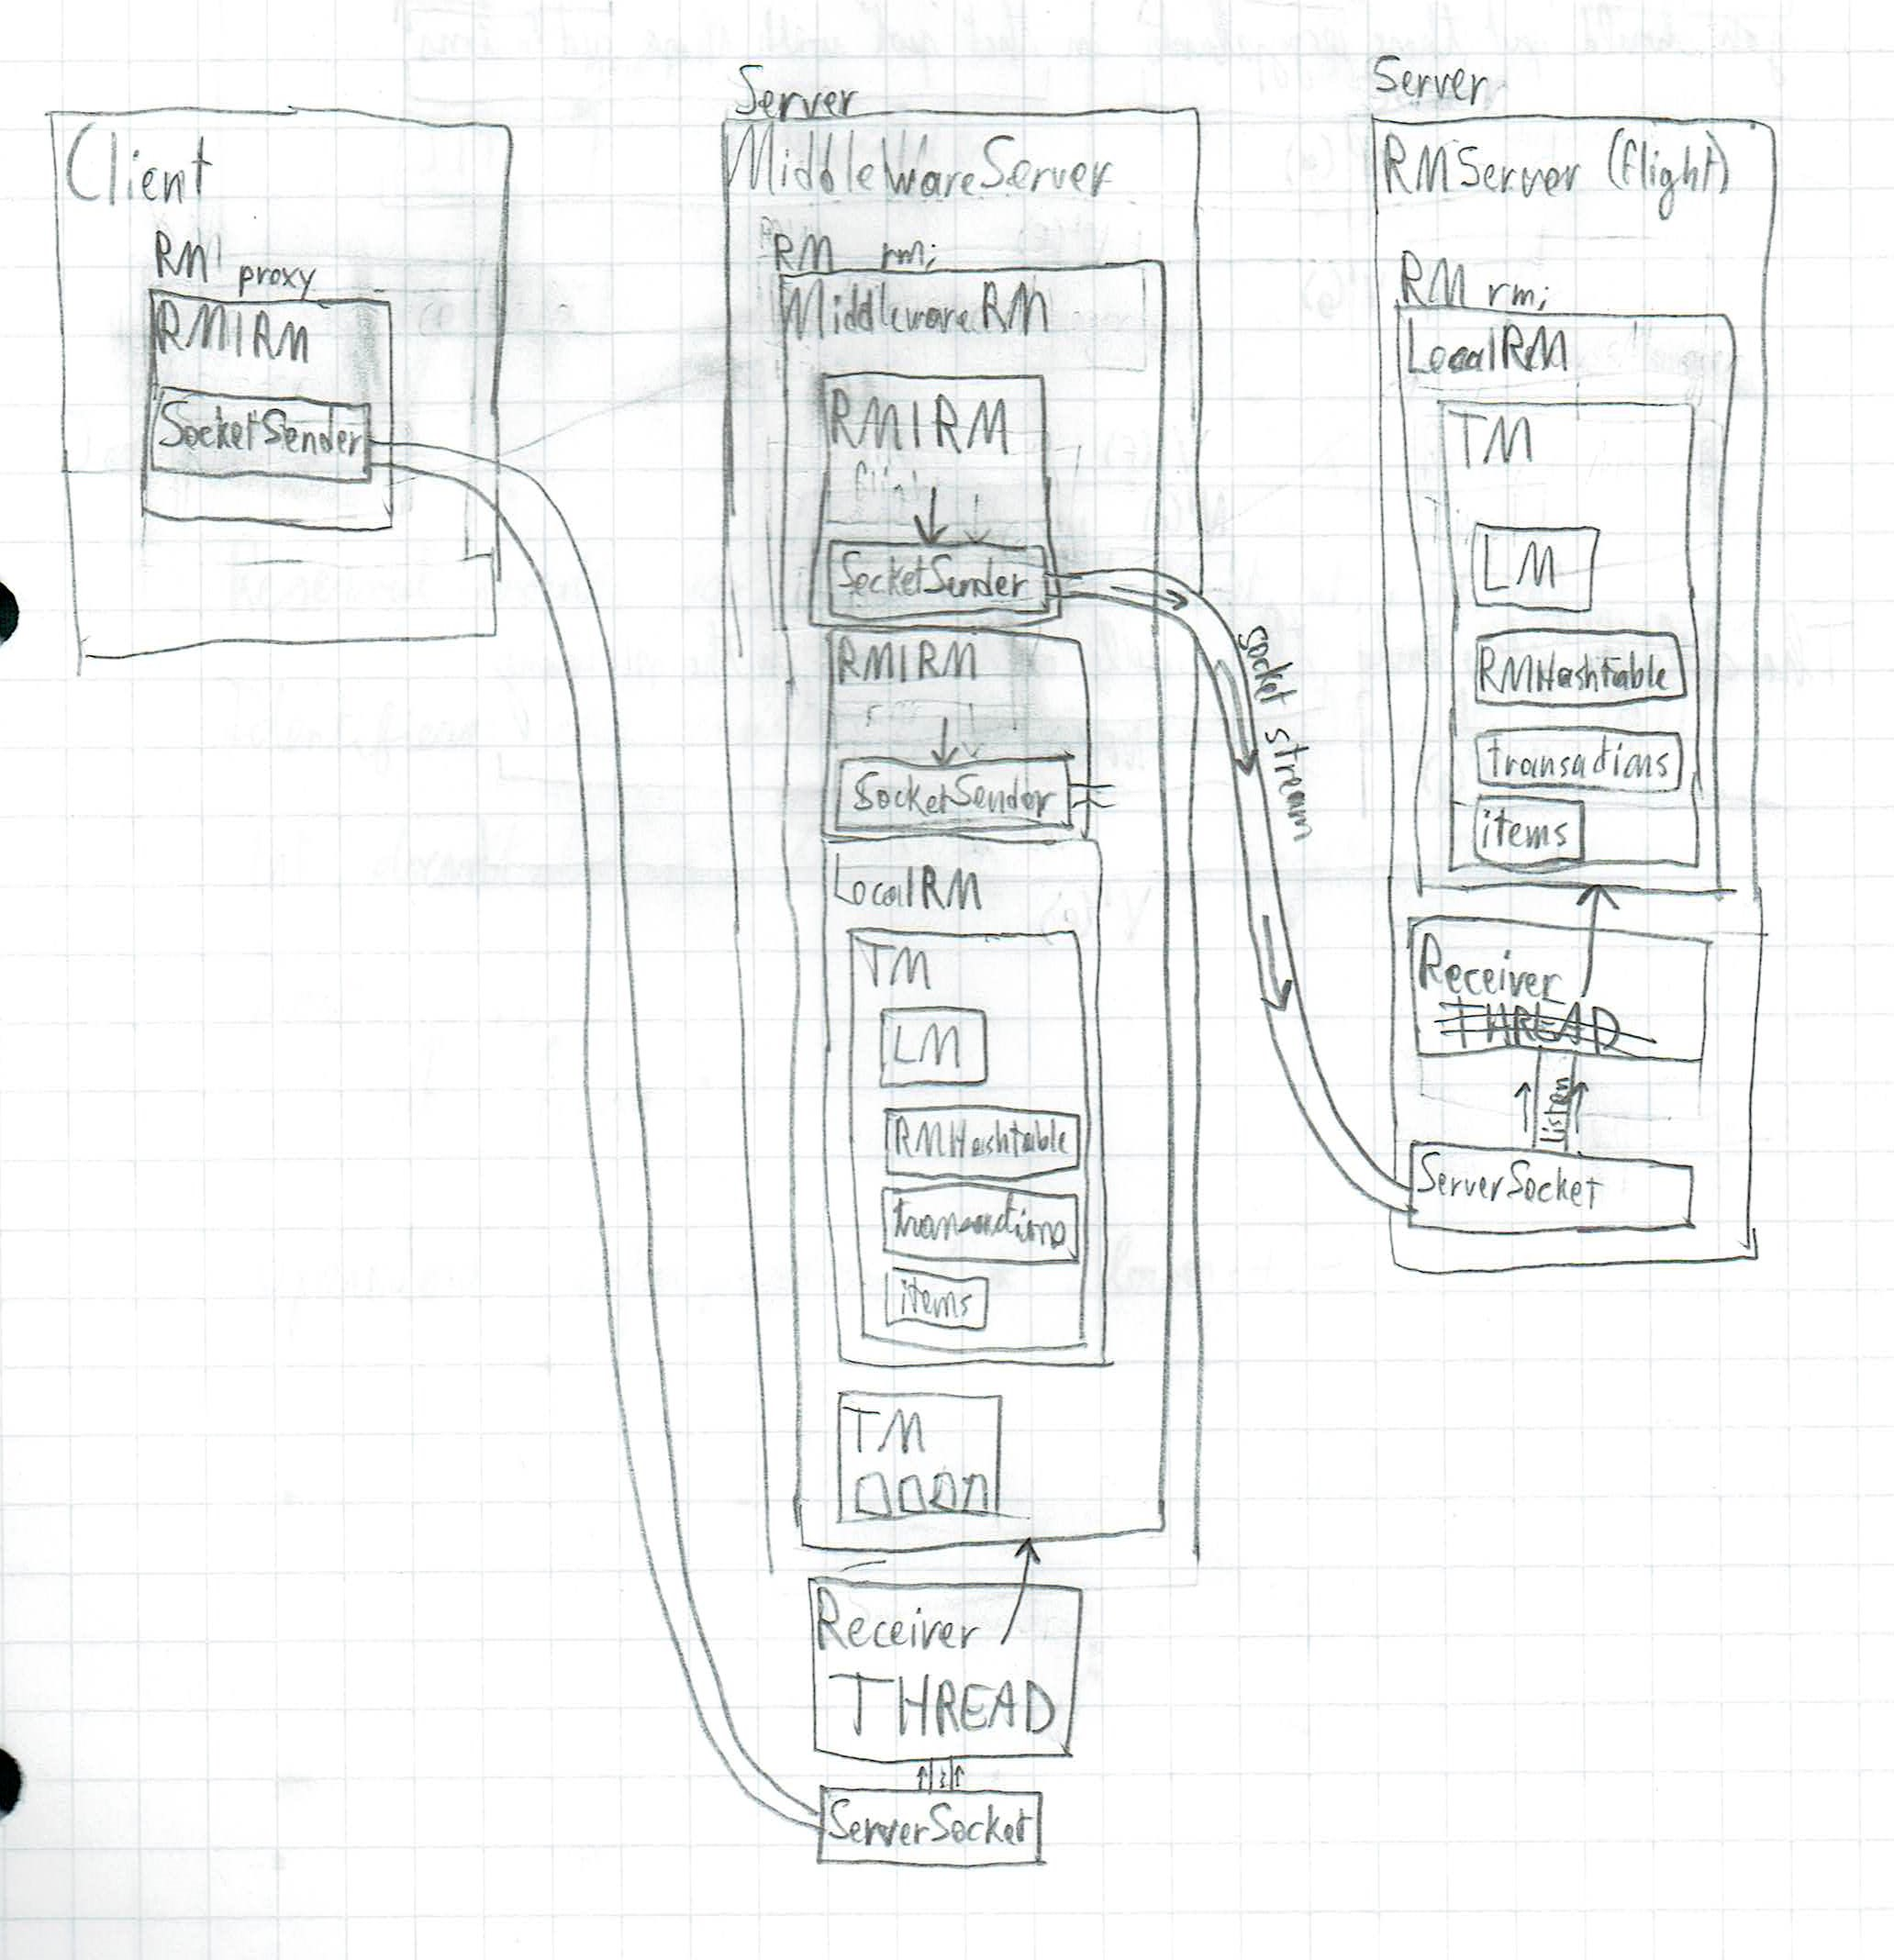 Client
RM proxy
RMIRM
SocketSender
Server
MiddleWareServer
RM rm;
MiddlewareRM
RMIRM
SocketSender
RMIRM
SocketSender
LocalRM
TM
LM
RMHashtable
transactions
items
TM
Receiver
THREAD
ServerSocket
socket stream
Server
RMServer (flight)
RM rm;
LocalRM
TM
LM
RMHashtable
transactions
items
Receiver
THREAD
listen
ServerSocket